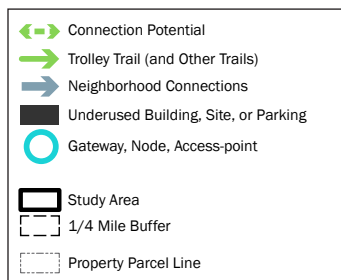 Connection Potential
Trolley Trail (and Other Trails)
Neighborhood Connections
Underused Building, Site, or Parking
Gateway, Node, Access-point
Study Area
1/4 Mile Buffer
Property Parcel Line